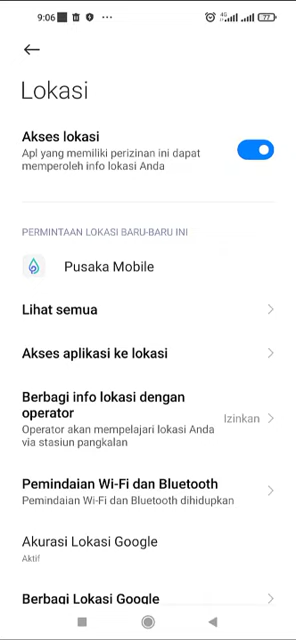 9:06
4G
77
Lokasi
Akses lokasi
Apl yang memiliki perizinan ini dapat
memperoleh info lokasi Anda
PERMINTAAN LOKASI BARU-BARU INI
Pusaka Mobile
Lihat semua
Akses aplikasi ke lokasi
Berbagi info lokasi dengan
operator
Izinkan
Operator akan mempelajari lokasi Anda
via stasiun pangkalan
Pemindaian Wi-Fi dan Bluetooth
Pemindaian Wi-Fi dan Bluetooth dihidupkan
Akurasi Lokasi Google
Aktif
Berbagi Lokasi Google